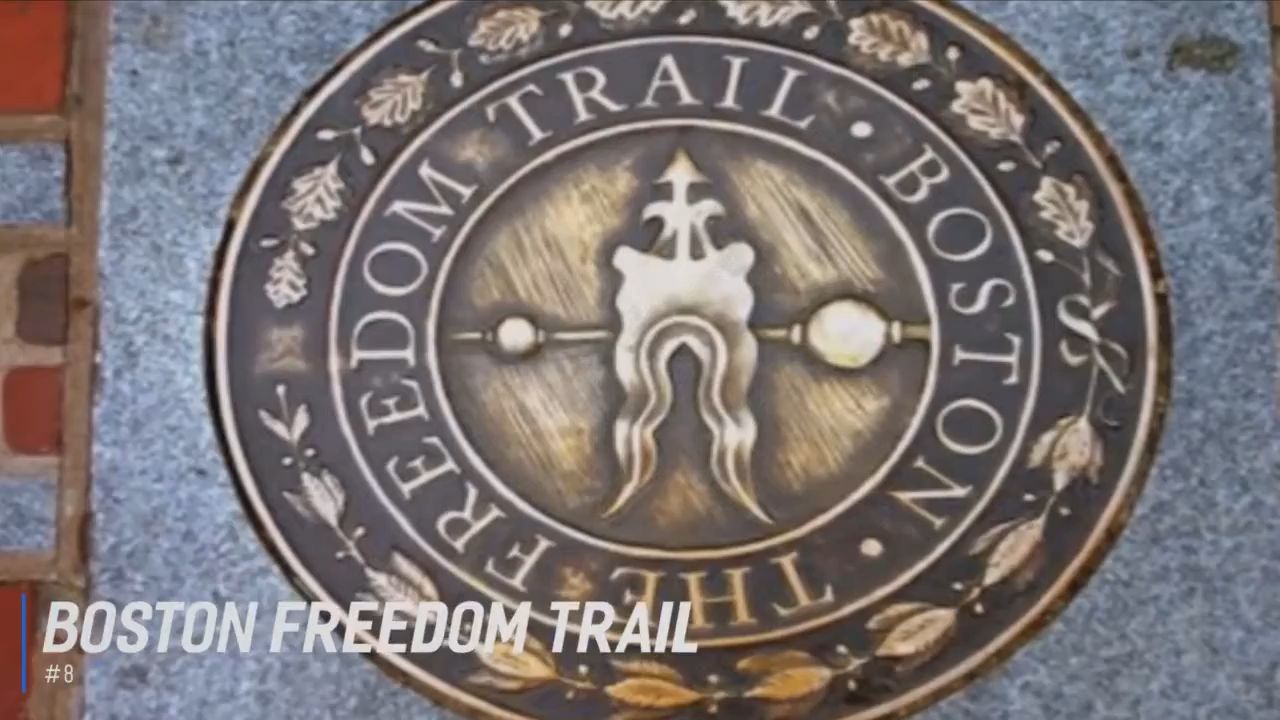 THE FREEDOM TRAIL • BOSTON •
BOSTON FREEDOM TRAIL
#8